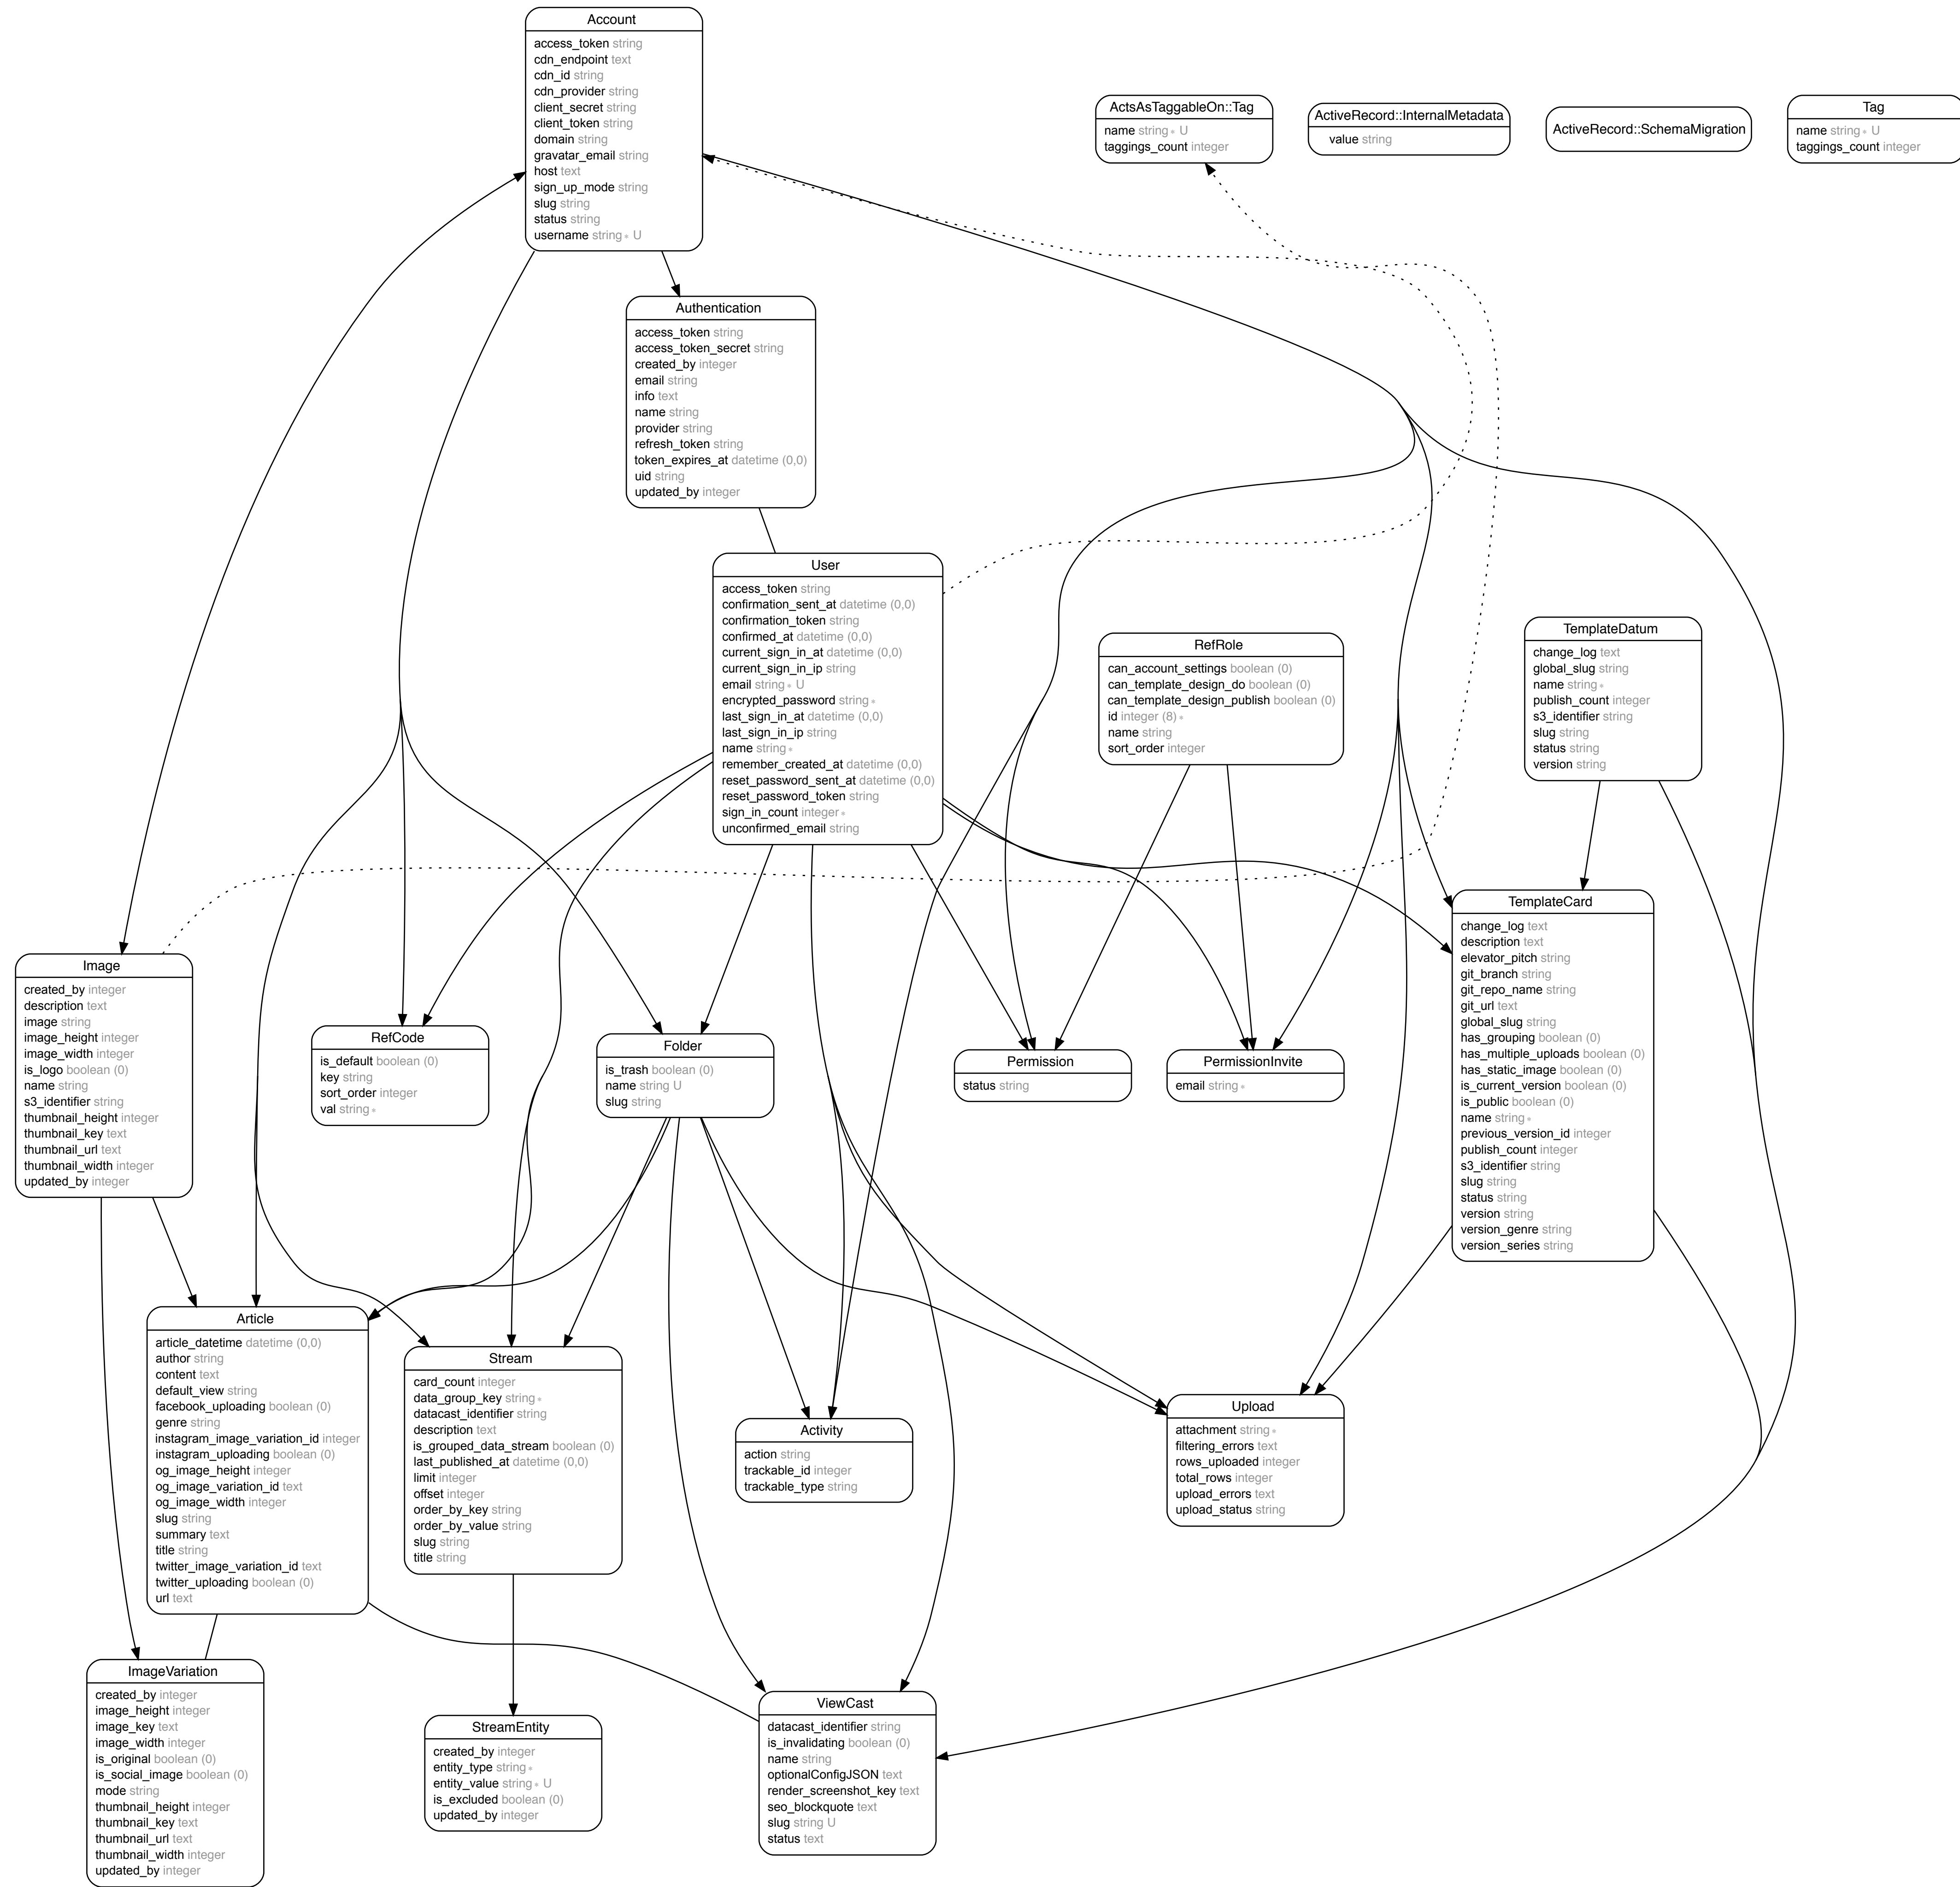 Account
access_token string
cdn_endpoint text
cdn_id string
cdn_provider string
client_secret string
client_token string
domain string
gravatar_email string
host text
sign_up_mode string
slug string
status string
username string∗ U
ActsAsTaggableOn::Tag
name string∗ U
taggings_count integer
ActiveRecord::InternalMetadata
value string
ActiveRecord::SchemaMigration
Tag
name string∗ U
taggings_count integer
Authentication
access_token string
access_token_secret string
created_by integer
email string
info text
name string
provider string
refresh_token string
token_expires_at datetime (0,0)
uid string
updated_by integer
User
access_token string
confirmation_sent_at datetime (0,0)
confirmation_token string
confirmed_at datetime (0,0)
current_sign_in_at datetime (0,0)
current_sign_in_ip string
email string∗ U
encrypted_password string∗
last_sign_in_at datetime (0,0)
last_sign_in_ip string
name string∗
remember_created_at datetime (0,0)
reset_password_sent_at datetime (0,0)
reset_password_token string
sign_in_count integer∗
unconfirmed_email string
RefRole
can_account_settings boolean (0)
can_template_design_do boolean (0)
can_template_design_publish boolean (0)
id integer (8)∗
name string
sort_order integer
TemplateDatum
change_log text
global_slug string
name string∗
publish_count integer
s3_identifier string
slug string
status string
version string
TemplateCard
change_log text
description text
elevator_pitch string
git_branch string
git_repo_name string
git_url text
global_slug string
has_grouping boolean (0)
has_multiple_uploads boolean (0)
has_static_image boolean (0)
is_current_version boolean (0)
is_public boolean (0)
name string∗
previous_version_id integer
publish_count integer
s3_identifier string
slug string
status string
version string
version_genre string
version_series string
Image
created_by integer
description text
image string
image_height integer
image_width integer
is_logo boolean (0)
name string
s3_identifier string
thumbnail_height integer
thumbnail_key text
thumbnail_url text
thumbnail_width integer
updated_by integer
RefCode
is_default boolean (0)
key string
sort_order integer
val string∗
Folder
is_trash boolean (0)
name string U
slug string
Permission
status string
PermissionInvite
email string∗
Article
article_datetime datetime (0,0)
author string
content text
default_view string
facebook_uploading boolean (0)
genre string
instagram_image_variation_id integer
instagram_uploading boolean (0)
og_image_height integer
og_image_variation_id text
og_image_width integer
slug string
summary text
title string
twitter_image_variation_id text
twitter_uploading boolean (0)
url text
Stream
card_count integer
data_group_key string∗
datacast_identifier string
description text
is_grouped_data_stream boolean (0)
last_published_at datetime (0,0)
limit integer
offset integer
order_by_key string
order_by_value string
slug string
title string
Activity
action string
trackable_id integer
trackable_type string
Upload
attachment string∗
filtering_errors text
rows_uploaded integer
total_rows integer
upload_errors text
upload_status string
ImageVariation
created_by integer
image_height integer
image_key text
image_width integer
is_original boolean (0)
is_social_image boolean (0)
mode string
thumbnail_height integer
thumbnail_key text
thumbnail_url text
thumbnail_width integer
updated_by integer
StreamEntity
created_by integer
entity_type string∗
entity_value string∗ U
is_excluded boolean (0)
updated_by integer
ViewCast
datacast_identifier string
is_invalidating boolean (0)
name string
optionalConfigJSON text
render_screenshot_key text
seo_blockquote text
slug string U
status text